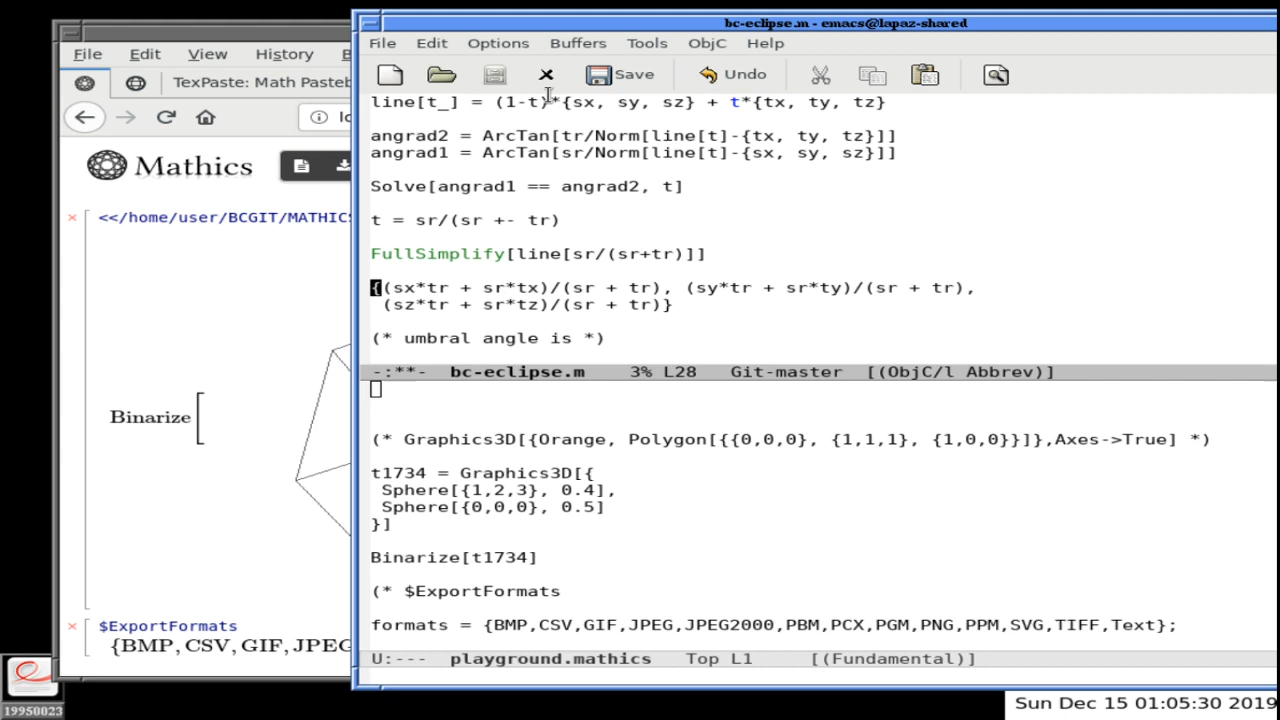 bc-eclipse.m - emacs@lapaz-shared
File Edit View History B
TexPaste: Math Pasteb
Mathics
<</home/user/BCGIT/MATHICS
Binarize[
$ExportFormats
{BMP, CSV, GIF, JPEG
19950023
File Edit Options Buffers Tools ObjC Help
Save Undo
line[t_] = (1-t)*{sx, sy, sz} + t*{tx, ty, tz}
angrad2 = ArcTan[tr/Norm[line[t]-{tx, ty, tz}]]
angrad1 = ArcTan[sr/Norm[line[t]-{sx, sy, sz}]]
Solve[angrad1 == angrad2, t]
t = sr/(sr +- tr)
FullSimplify[line[sr/(sr+tr)]]
{(sx*tr + sr*tx)/(sr + tr), (sy*tr + sr*ty)/(sr + tr),
(sz*tr + sr*tz)/(sr + tr)}
(* umbral angle is *)
-:**- bc-eclipse.m 3% L28 Git-master [(ObjC/l Abbrev)]
(* Graphics3D[{Orange, Polygon[{{0,0,0}, {1,1,1}, {1,0,0}}]},Axes->True] *)
t1734 = Graphics3D[{
Sphere[{1,2,3}, 0.4],
Sphere[{0,0,0}, 0.5]
}]
Binarize[t1734]
(* $ExportFormats
formats = {BMP,CSV,GIF,JPEG,JPEG2000,PBM,PCX,PGM,PNG,PPM,SVG,TIFF,Text};
U:--- playground.mathics Top L1 [(Fundamental)]
Sun Dec 15 01:05:30 2019